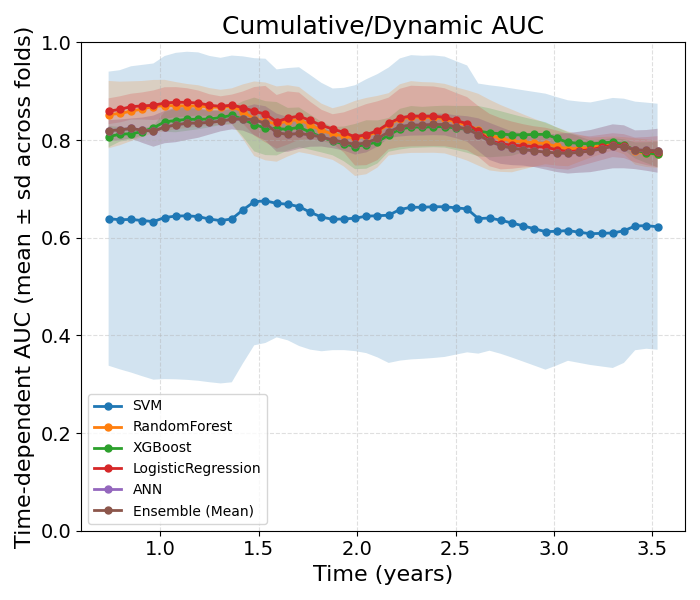 Cumulative/Dynamic AUC
Time-dependent AUC (mean ± sd across folds)
1.0
0.8
0.6
0.4
0.2
0.0
SVM
RandomForest
XGBoost
LogisticRegression
ANN
Ensemble (Mean)
1.0 1.5 2.0 2.5 3.0 3.5
Time (years)